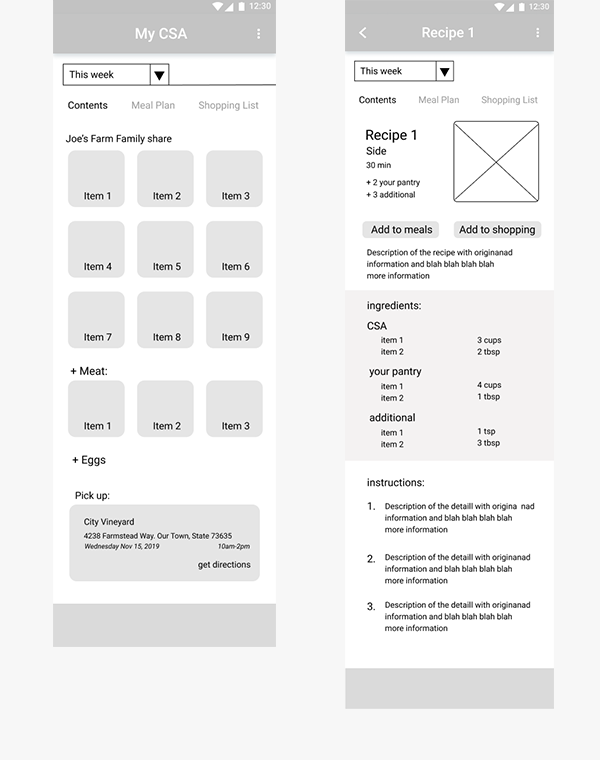 12:30
My CSA
This week
Contents Meal Plan Shopping List
Joe's Farm Family share
Item 1 Item 2 Item 3
Item 4 Item 5 Item 6
Item 7 Item 8 Item 9
+ Meat:
Item 1 Item 2 Item 3
+ Eggs
Pick up:
City Vineyard
4238 Farmstead Way. Our Town, State 73635
Wednesday Nov 15, 2019 10am-2pm
get directions
12:30
Recipe 1
This week
Contents Meal Plan Shopping List
Recipe 1
Side
30 min
+ 2 your pantry
+ 3 additional
Add to meals Add to shopping
Description of the recipe with originanad
information and blah blah blah blah
more information
ingredients:
CSA
item 1 3 cups
item 2 2 tbsp
your pantry
item 1 4 cups
item 2 1 tbsp
additional
item 1 1 tsp
item 2 3 tbsp
instructions:
1. Description of the detaill with origina nad
information and blah blah blah blah
more information
2. Description of the detaill with originanad
information and blah blah blah blah
more information
3. Description of the detaill with originanad
information and blah blah blah blah
more information